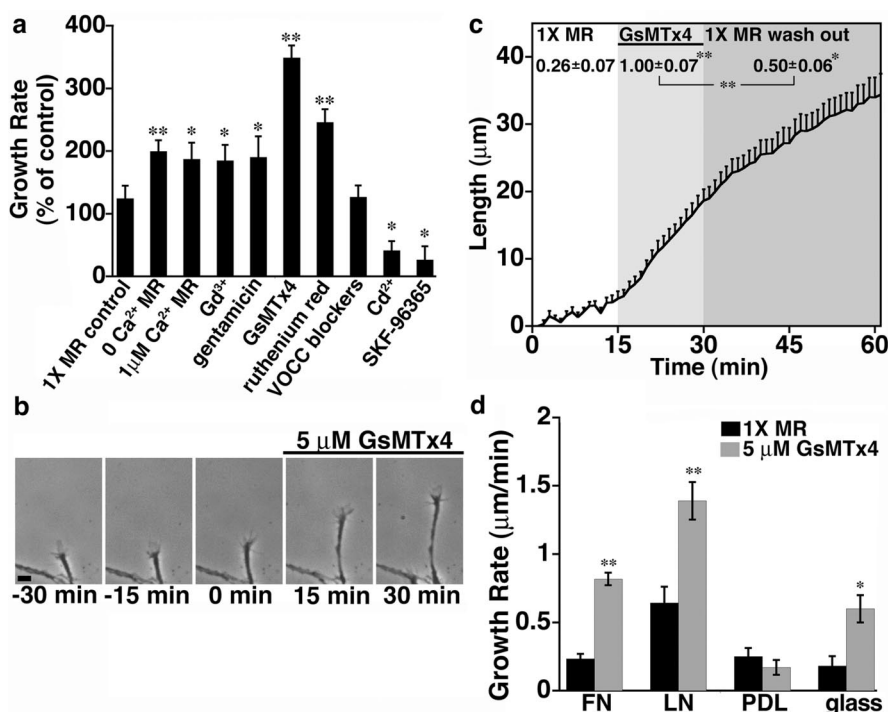 a
Growth Rate
(% of control)
400
300
200
100
0
**
*
*
*
**
**
*
*
1X MR control
0 Ca²⁺ MR
1μM Ca²⁺ MR
Gd³⁺
gentamicin
GsMTx4
ruthenium red
VOCC blockers
Cd²⁺
SKF-96365
b
5 μM GsMTx4
-30 min
-15 min
0 min
15 min
30 min
c
1X MR GsMTx4 1X MR wash out
0.26±0.07 1.00±0.07** 0.50±0.06*
**
Length (μm)
40
30
20
10
0
0 15 30 45 60
Time (min)
d
1X MR
5 μM GsMTx4
Growth Rate (μm/min)
2
1.5
1
0.5
0
**
**
*
FN LN PDL glass